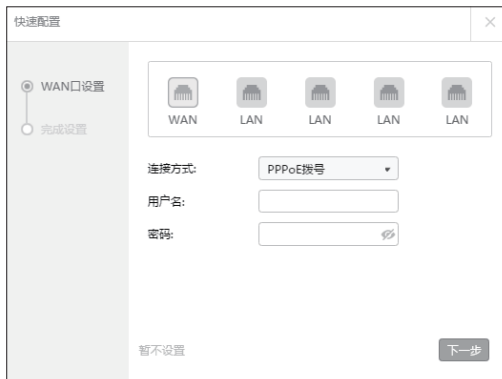 快速配置
WAN口设置
完成设置
WAN LAN LAN LAN LAN
连接方式: PPPoE拨号
用户名:
密码:
暂不设置 下一步